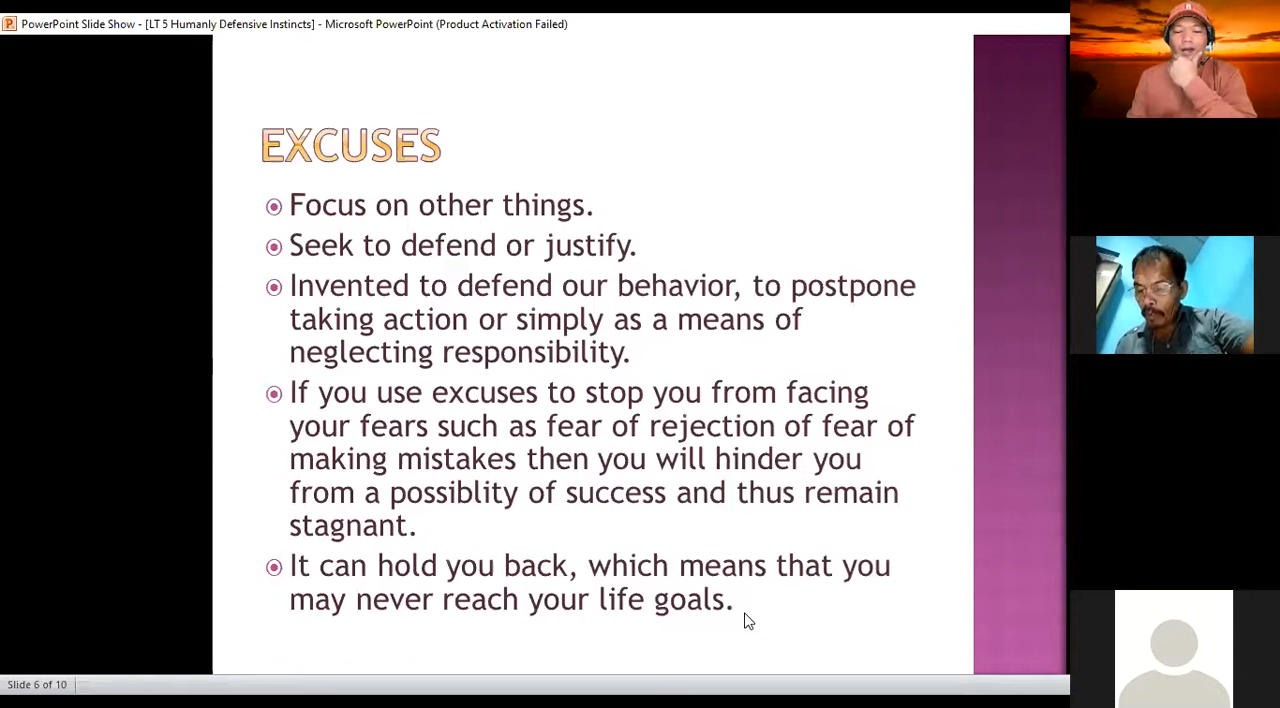 PowerPoint Slide Show - [LT 5 Humanly Defensive Instincts] - Microsoft PowerPoint (Product Activation Failed)
EXCUSES
Focus on other things.
Seek to defend or justify.
Invented to defend our behavior, to postpone
taking action or simply as a means of
neglecting responsibility.
If you use excuses to stop you from facing
your fears such as fear of rejection of fear of
making mistakes then you will hinder you
from a possiblity of success and thus remain
stagnant.
It can hold you back, which means that you
may never reach your life goals.
Slide 6 of 10